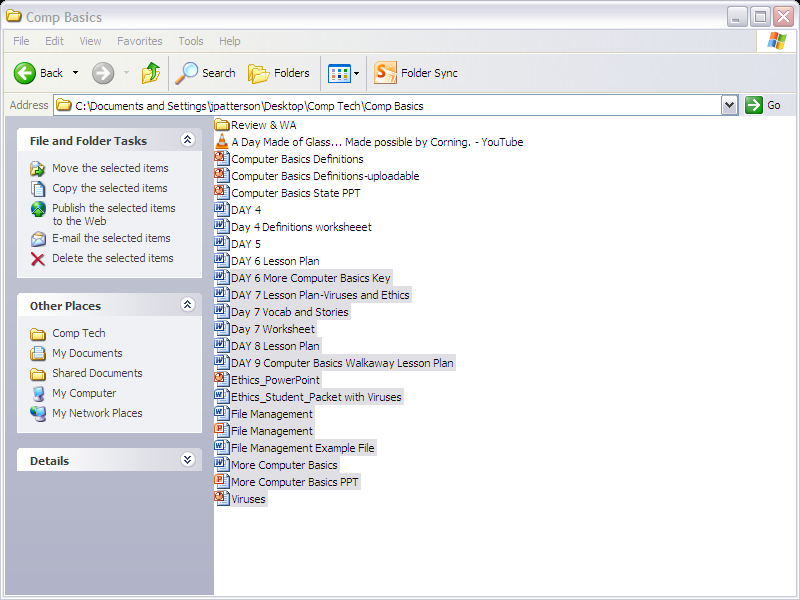 Comp Basics
File Edit View Favorites Tools Help
Back Search Folders Folder Sync
Address C:\Documents and Settings\jpatterson\Desktop\Comp Tech\Comp Basics Go
File and Folder Tasks
Move the selected items
Copy the selected items
Publish the selected items
to the Web
E-mail the selected items
Delete the selected items
Other Places
Comp Tech
My Documents
Shared Documents
My Computer
My Network Places
Details
Review & WA
A Day Made of Glass... Made possible by Corning. - YouTube
Computer Basics Definitions
Computer Basics Definitions-uploadable
Computer Basics State PPT
DAY 4
Day 4 Definitions worksheeet
DAY 5
DAY 6 Lesson Plan
DAY 6 More Computer Basics Key
DAY 7 Lesson Plan-Viruses and Ethics
Day 7 Vocab and Stories
Day 7 Worksheet
DAY 8 Lesson Plan
DAY 9 Computer Basics Walkaway Lesson Plan
Ethics_PowerPoint
Ethics_Student_Packet with Viruses
File Management
File Management
File Management Example File
More Computer Basics
More Computer Basics PPT
Viruses